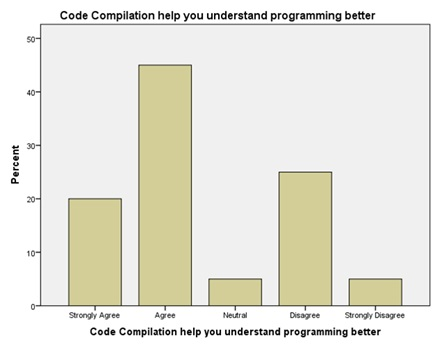 Code Compilation help you understand programming better
Percent
50
40
30
20
10
0
Strongly Agree
Agree
Neutral
Disagree
Strongly Disagree
Code Compilation help you understand programming better